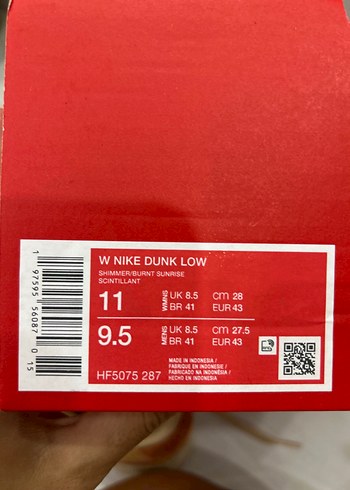 W NIKE DUNK LOW
SHIMMER/BURNT SUNRISE
SCINTILLANT
11 WMNS UK 8.5 CM 28
BR 41 EUR 43
9.5 MENS UK 8.5 CM 27.5
BR 41 EUR 43
MADE IN INDONESIA /
FABRIQUE EN INDONESIE /
FABRICADO NA INDONÉSIA /
HECHO EN INDONESIA
HF5075 287
1 97595 56087 0 15